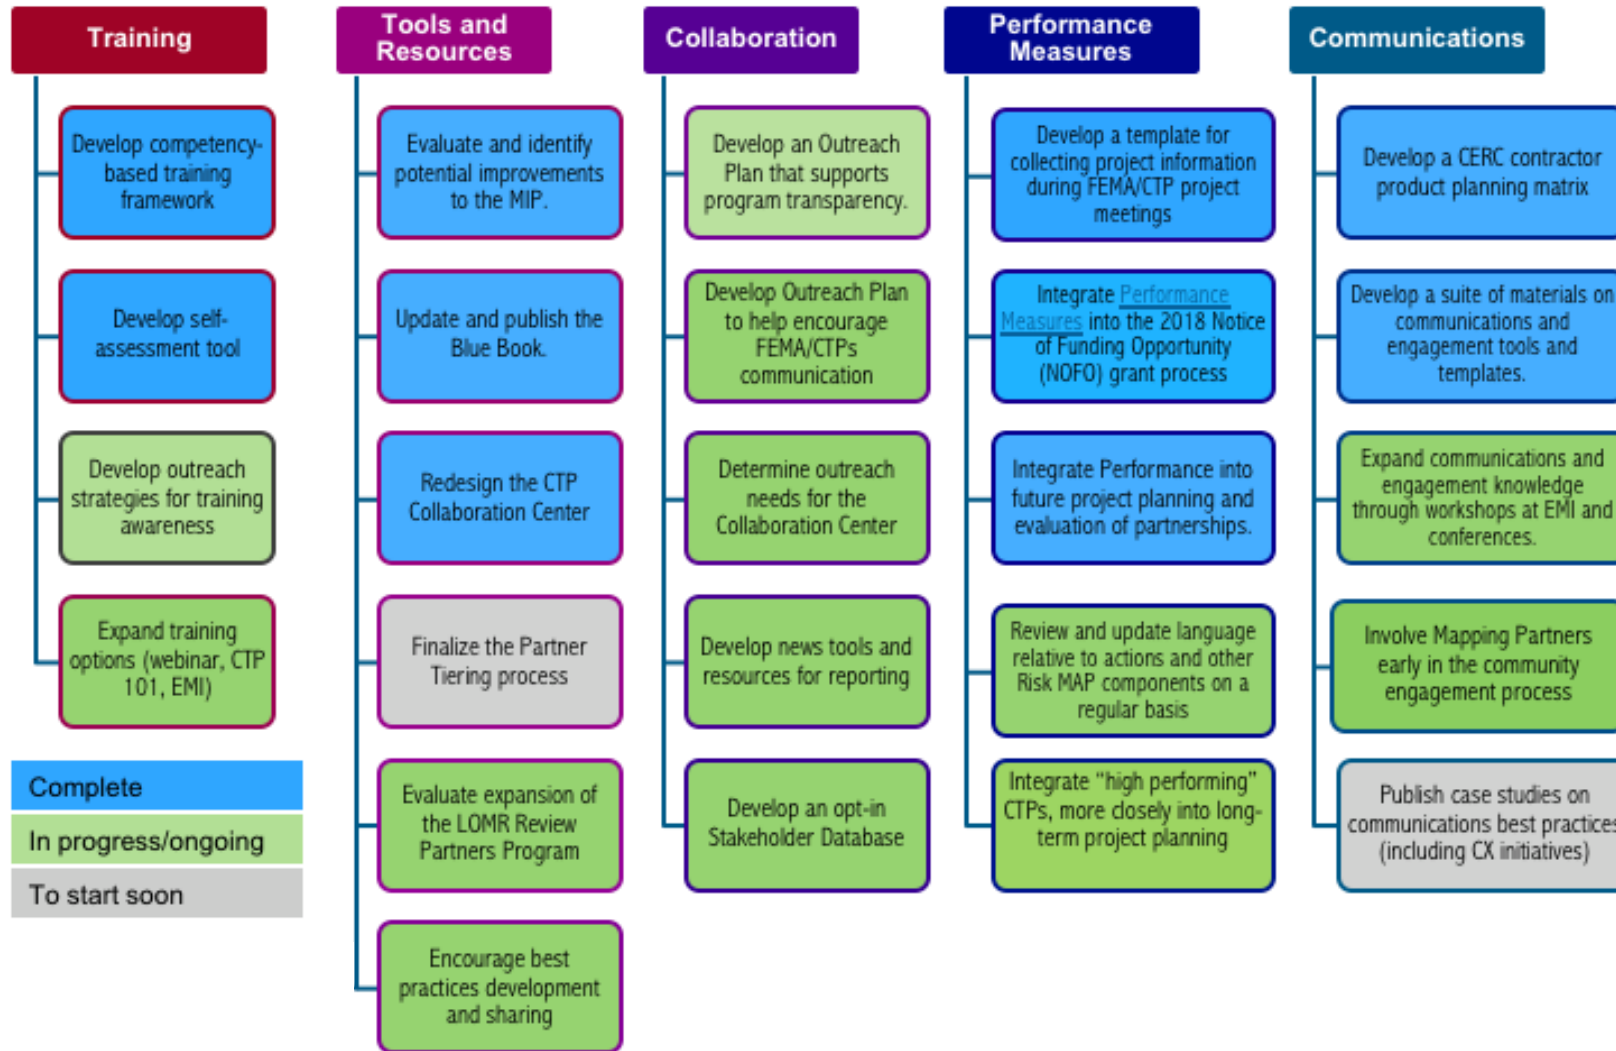 Training
Develop competency-
based training
framework
Develop self-
assessment tool
Develop outreach
strategies for training
awareness
Expand training
options (webinar, CTP
101, EMI)
Complete
In progress/ongoing
To start soon
Tools and
Resources
Evaluate and identify
potential improvements
to the MIP.
Update and publish the
Blue Book.
Redesign the CTP
Collaboration Center
Finalize the Partner
Tiering process
Evaluate expansion of
the LOMR Review
Partners Program
Encourage best
practices development
and sharing
Collaboration
Develop an Outreach
Plan that supports
program transparency.
Develop Outreach Plan
to help encourage
FEMA/CTPs
communication
Determine outreach
needs for the
Collaboration Center
Develop news tools and
resources for reporting
Develop an opt-in
Stakeholder Database
Performance
Measures
Develop a template for
collecting project information
during FEMA/CTP project
meetings
Integrate Performance
Measures into the 2018 Notice
of Funding Opportunity
(NOFO) grant process
Integrate Performance into
future project planning and
evaluation of partnerships.
Review and update language
relative to actions and other
Risk MAP components on a
regular basis
Integrate “high performing”
CTPs, more closely into long-
term project planning
Communications
Develop a CERC contractor
product planning matrix
Develop a suite of materials on
communications and
engagement tools and
templates.
Expand communications and
engagement knowledge
through workshops at EMI and
conferences.
Involve Mapping Partners
early in the community
engagement process
Publish case studies on
communications best practices
(including CX initiatives)